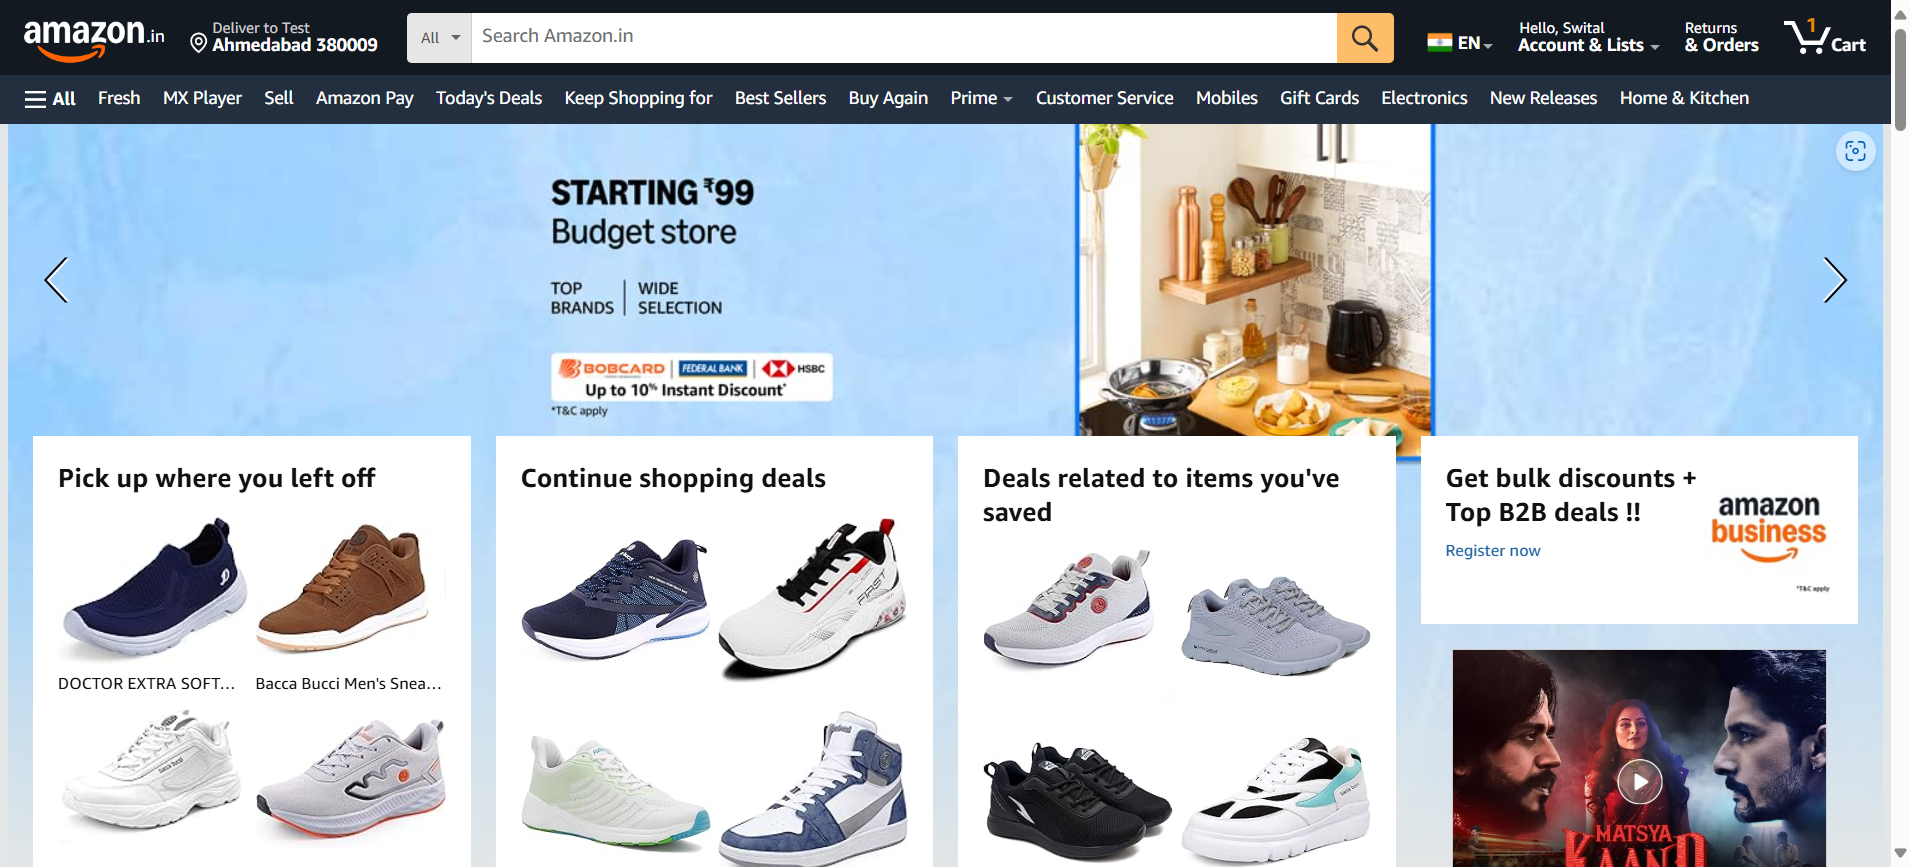 amazon.in
Deliver to Test
Ahmedabad 380009
All
Search Amazon.in
EN
Hello, Swital
Account & Lists
Returns
& Orders
1
Cart
All
Fresh
MX Player
Sell
Amazon Pay
Today's Deals
Keep Shopping for
Best Sellers
Buy Again
Prime
Customer Service
Mobiles
Gift Cards
Electronics
New Releases
Home & Kitchen
STARTING ₹99
Budget store
TOP BRANDS
WIDE SELECTION
BOBCARD | FEDERAL BANK | HSBC
Up to 10% Instant Discount*
*T&C apply
Pick up where you left off
DOCTOR EXTRA SOFT...
Bacca Bucci Men's Snea...
bacca bucci
Continue shopping deals
FIRST
Deals related to items you've
saved
Get bulk discounts +
Top B2B deals !!
Register now
amazon
business
*T&C apply
MATSYA
KAAND